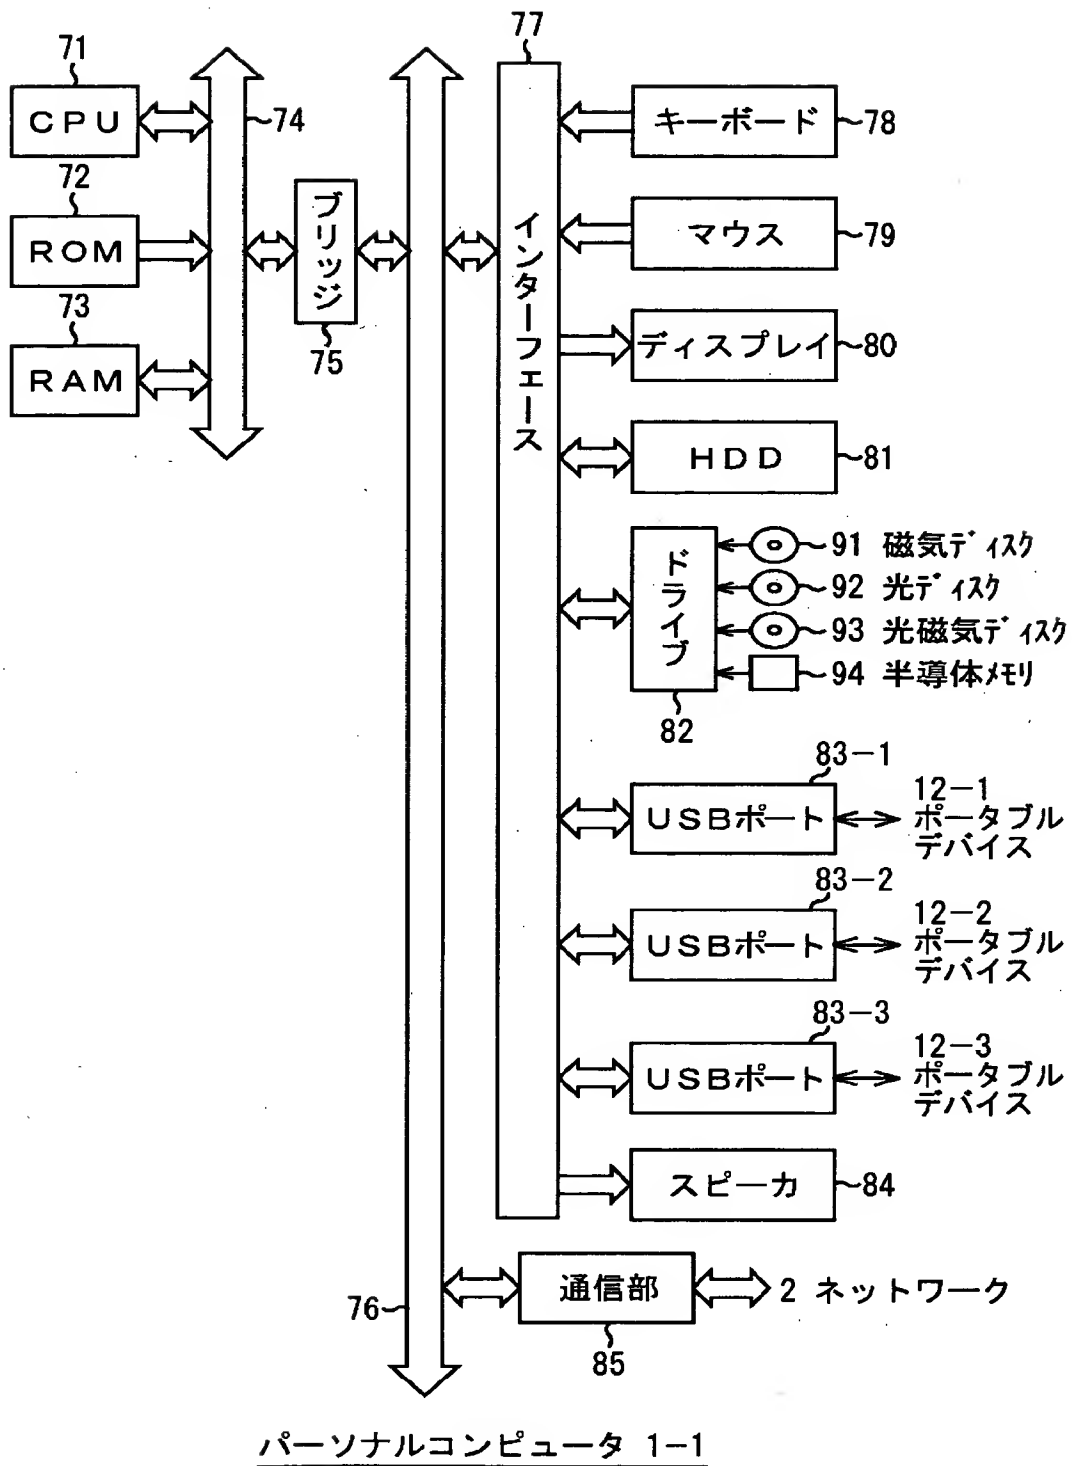 71
CPU
72
ROM
73
RAM
74
ブリッジ
75
76
77
インターフェース
キーボード
78
マウス
79
ディスプレイ
80
HDD
81
ドライブ
82
91 磁気ディスク
92 光ディスク
93 光磁気ディスク
94 半導体メモリ
83-1
USBポート
12-1
ポータブル
デバイス
83-2
USBポート
12-2
ポータブル
デバイス
83-3
USBポート
12-3
ポータブル
デバイス
スピーカ
84
通信部
85
2 ネットワーク
パーソナルコンピュータ 1-1